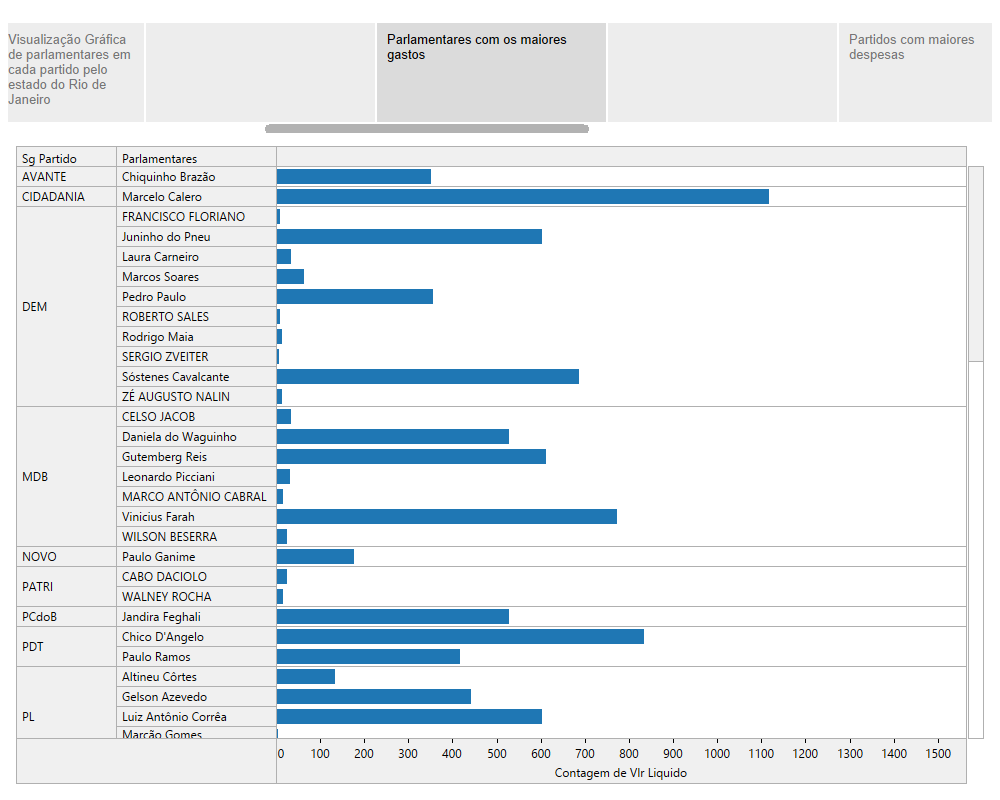 Visualização Gráfica
de parlamentares em
cada partido pelo
estado do Rio de
Janeiro
Parlamentares com os maiores
gastos
Partidos com maiores
despesas
Sg Partido Parlamentares
AVANTE Chiquinho Brazão
CIDADANIA Marcelo Calero
DEM
FRANCISCO FLORIANO
Juninho do Pneu
Laura Carneiro
Marcos Soares
Pedro Paulo
ROBERTO SALES
Rodrigo Maia
SERGIO ZVEITER
Sóstenes Cavalcante
ZÉ AUGUSTO NALIN
MDB
CELSO JACOB
Daniela do Waguinho
Gutemberg Reis
Leonardo Picciani
MARCO ANTÔNIO CABRAL
Vinicius Farah
WILSON BESERRA
NOVO Paulo Ganime
PATRI
CABO DACIOLO
WALNEY ROCHA
PCdoB Jandira Feghali
PDT
Chico D'Angelo
Paulo Ramos
PL
Altineu Côrtes
Gelson Azevedo
Luiz Antônio Corrêa
Marcão Gomes
0 100 200 300 400 500 600 700 800 900 1000 1100 1200 1300 1400 1500
Contagem de Vlr Liquido